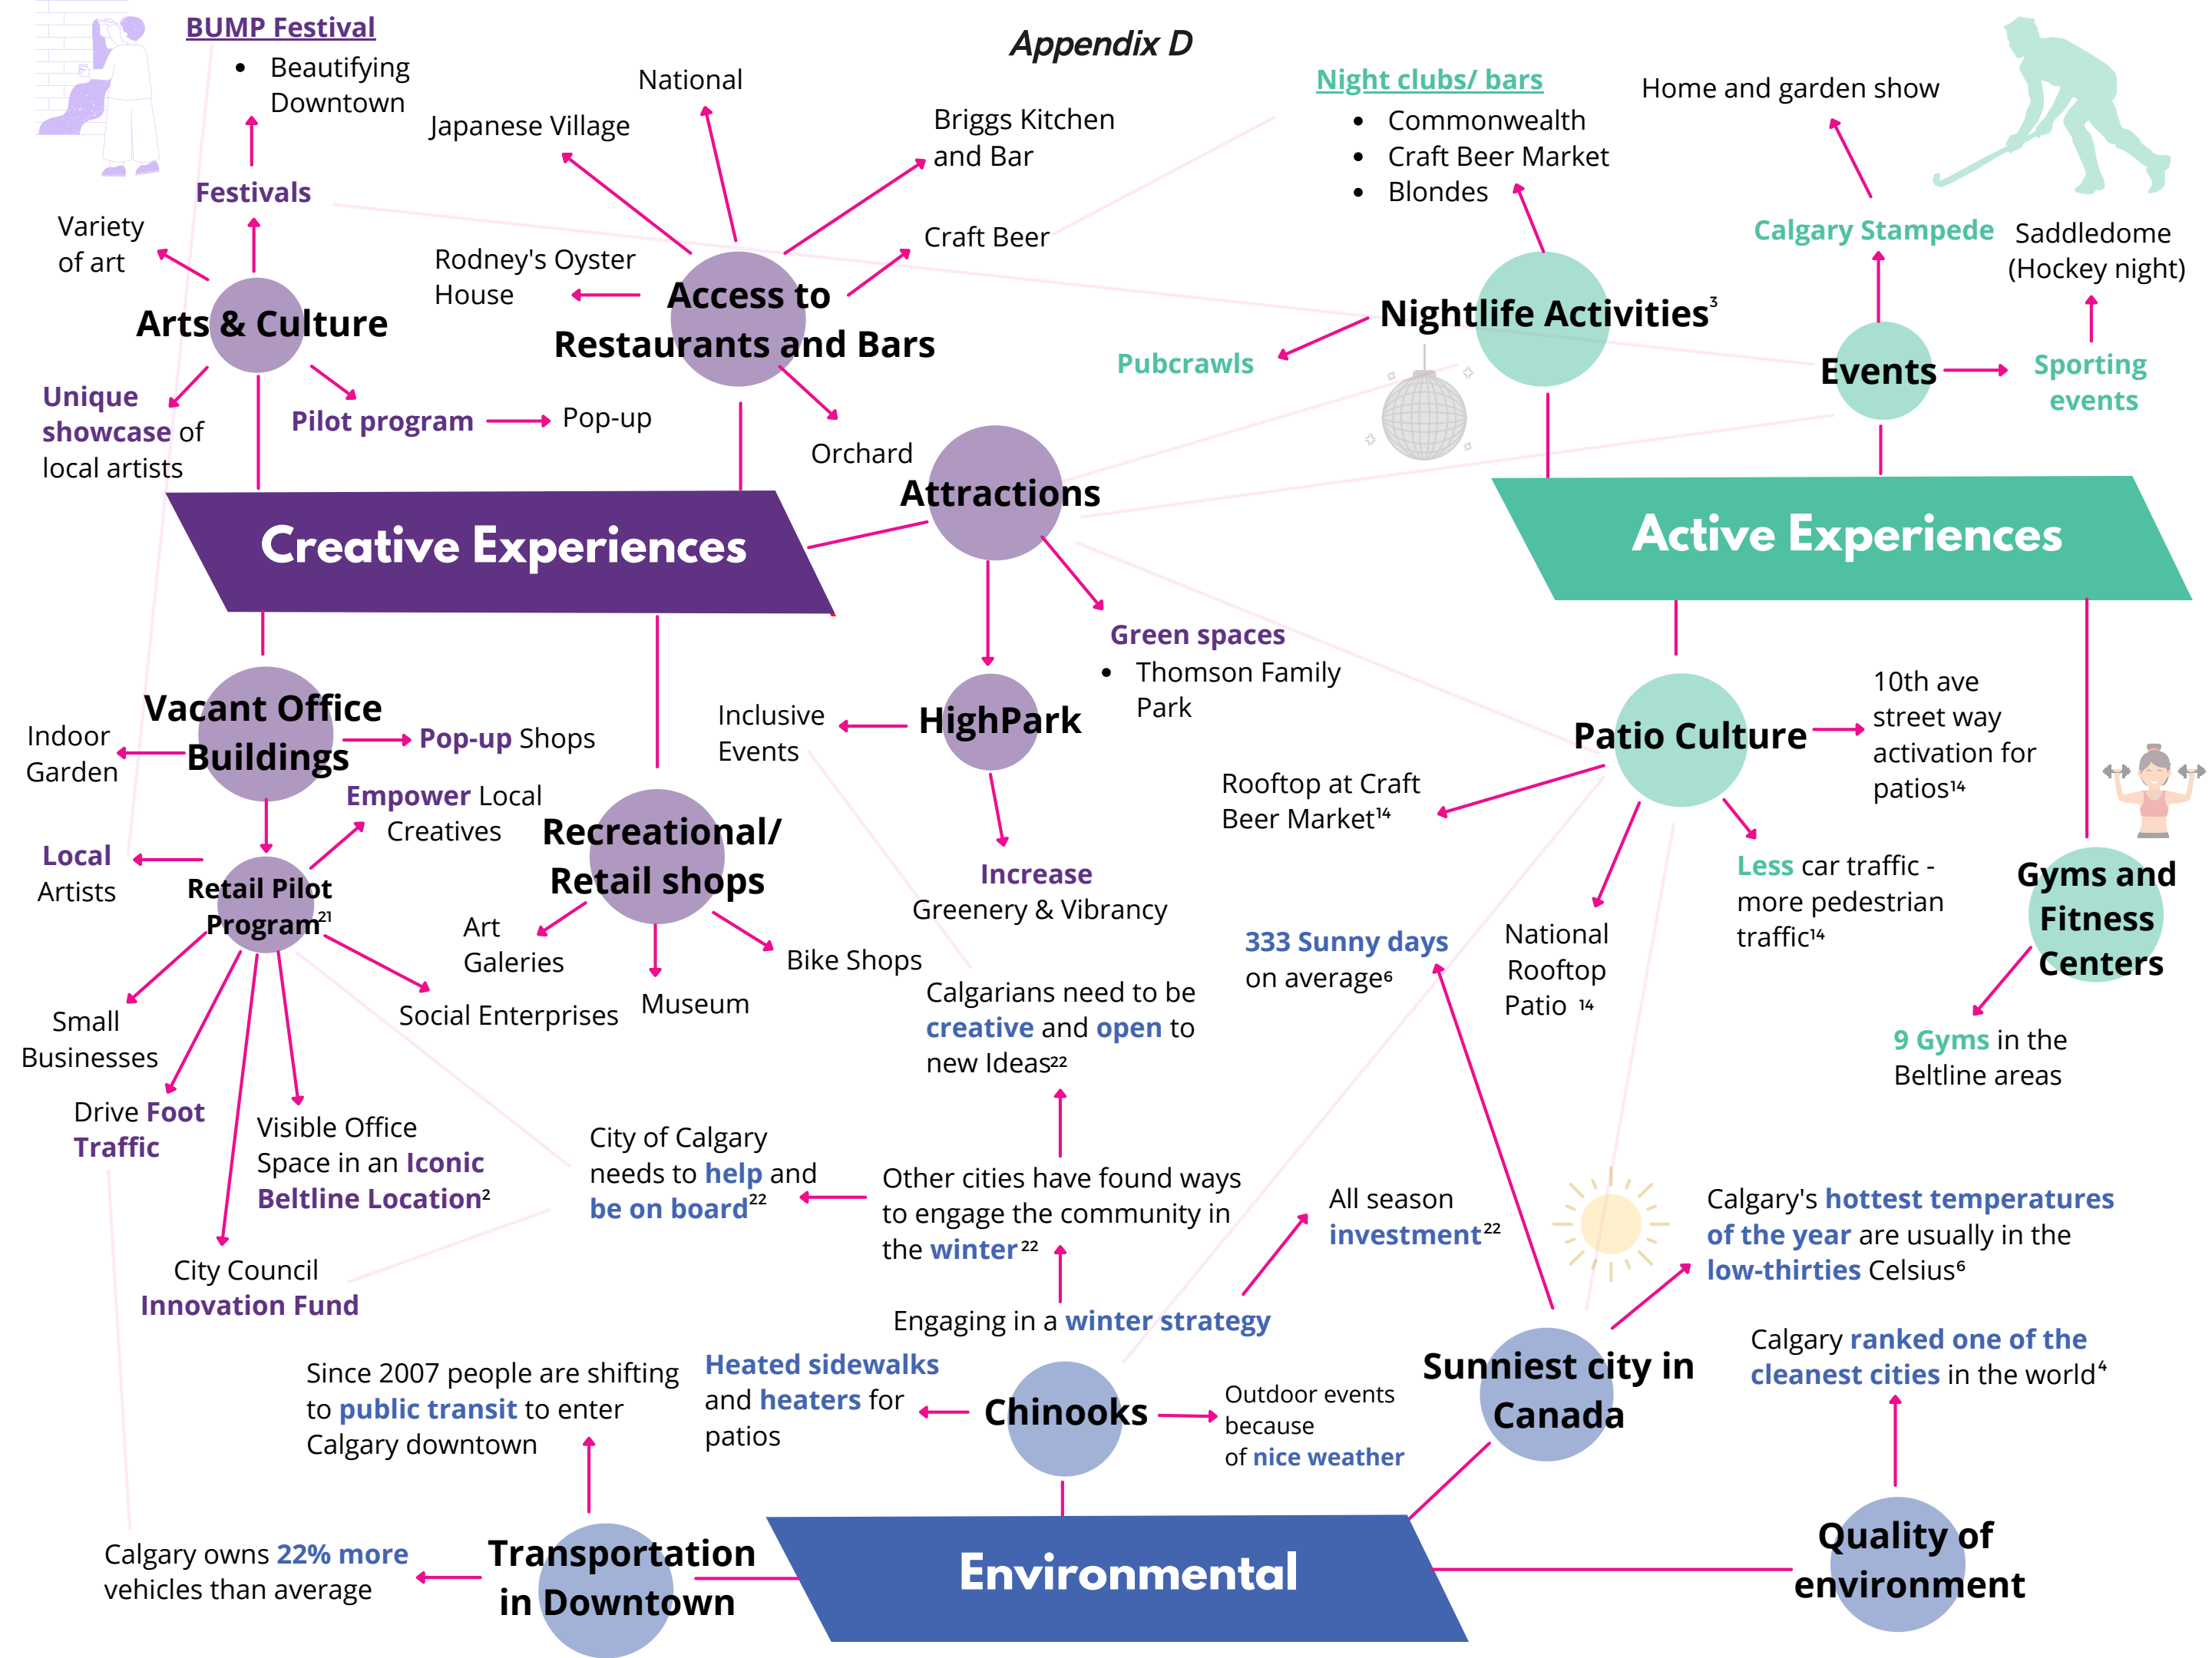 Appendix D
BUMP Festival
• Beautifying
Downtown
Festivals
Variety
of art
Arts & Culture
Unique
showcase of
local artists
Pilot program
Pop-up
National
Japanese Village
Briggs Kitchen
and Bar
Craft Beer
Rodney's Oyster
House
Access to
Restaurants and Bars
Orchard
Night clubs/ bars
• Commonwealth
• Craft Beer Market
• Blondes
Nightlife Activities³
Pubcrawls
Home and garden show
Calgary Stampede
Saddledome
(Hockey night)
Events
Sporting
events
Creative Experiences
Attractions
Active Experiences
Green spaces
• Thomson Family
Park
HighPark
Inclusive
Events
Increase
Greenery & Vibrancy
Vacant Office
Buildings
Indoor
Garden
Pop-up Shops
Empower Local
Creatives
Local
Artists
Retail Pilot
Program²¹
Small
Businesses
Drive Foot
Traffic
Visible Office
Space in an Iconic
Beltline Location²
City Council
Innovation Fund
Social Enterprises
Recreational/
Retail shops
Art
Galeries
Museum
Bike Shops
Patio Culture
10th ave
street way
activation for
patios¹⁴
Rooftop at Craft
Beer Market¹⁴
National
Rooftop
Patio ¹⁴
Less car traffic -
more pedestrian
traffic¹⁴
Gyms and
Fitness
Centers
9 Gyms in the
Beltline areas
333 Sunny days
on average⁶
Calgarians need to be
creative and open to
new Ideas²²
City of Calgary
needs to help and
be on board²²
Other cities have found ways
to engage the community in
the winter²²
All season
investment²²
Engaging in a winter strategy
Calgary's hottest temperatures
of the year are usually in the
low-thirties Celsius⁶
Calgary ranked one of the
cleanest cities in the world⁴
Since 2007 people are shifting
to public transit to enter
Calgary downtown
Heated sidewalks
and heaters for
patios
Chinooks
Outdoor events
because
of nice weather
Sunniest city in
Canada
Calgary owns 22% more
vehicles than average
Transportation
in Downtown
Environmental
Quality of
environment